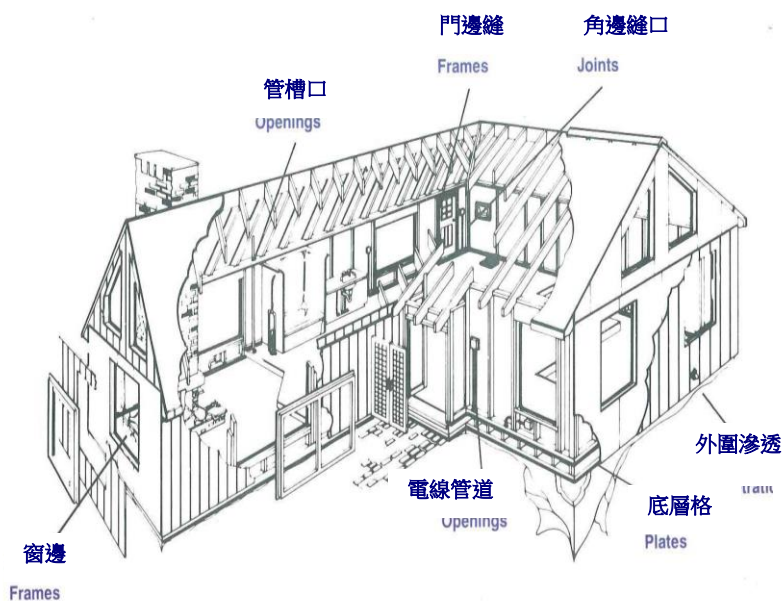 門邊縫
Frames
角邊縫口
Joints
管槽口
Openings
外圍滲透
電線管道
Openings
底層格
Plates
窗邊
Frames